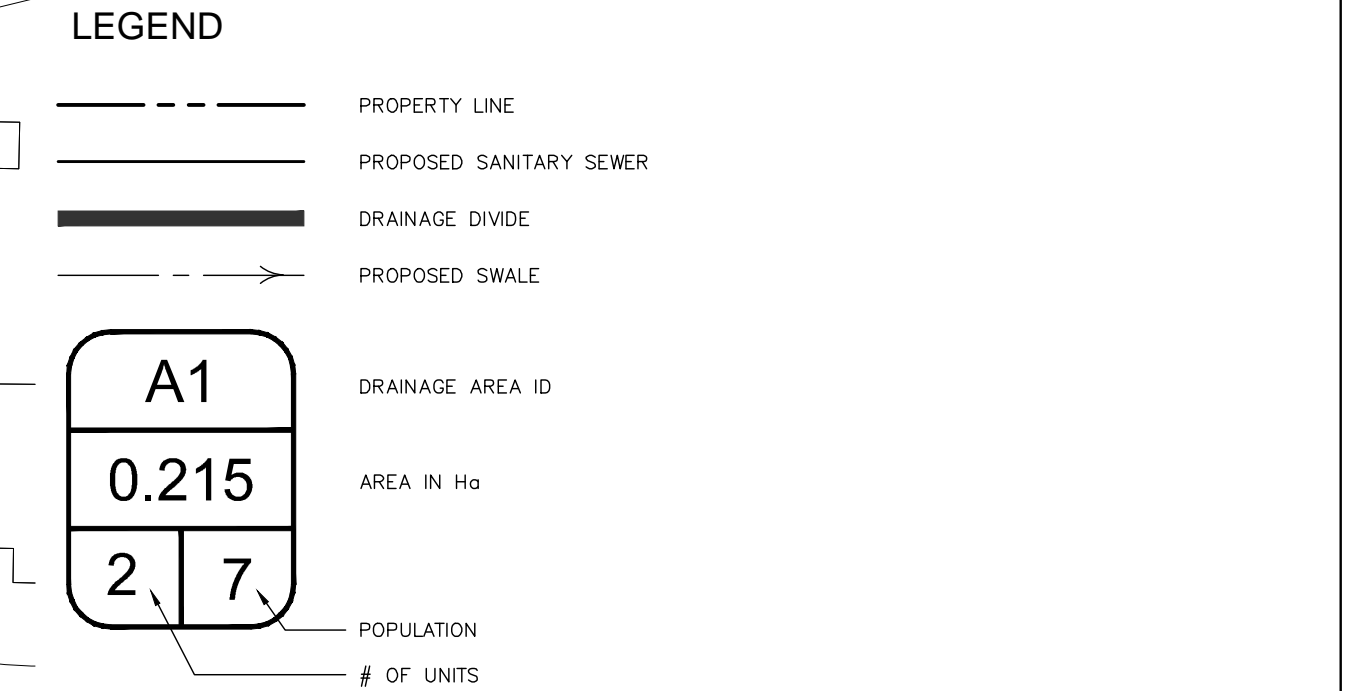 LEGEND
PROPERTY LINE
PROPOSED SANITARY SEWER
DRAINAGE DIVIDE
PROPOSED SWALE
A1 DRAINAGE AREA ID
0.215 AREA IN Ha
2 7
POPULATION
# OF UNITS